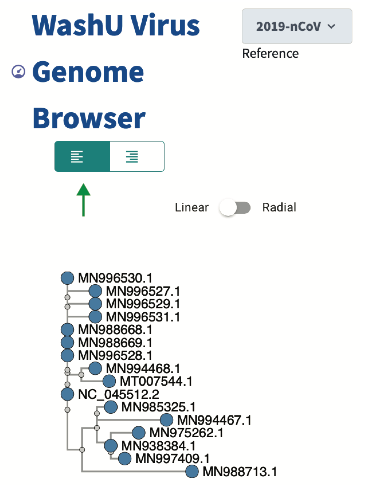 WashU Virus
Genome
Browser
2019-nCoV
Reference
Linear
Radial
MN996530.1
MN996527.1
MN996529.1
MN996531.1
MN988668.1
MN988669.1
MN996528.1
MN994468.1
MT007544.1
NC_045512.2
MN985325.1
MN994467.1
MN975262.1
MN938384.1
MN997409.1
MN988713.1